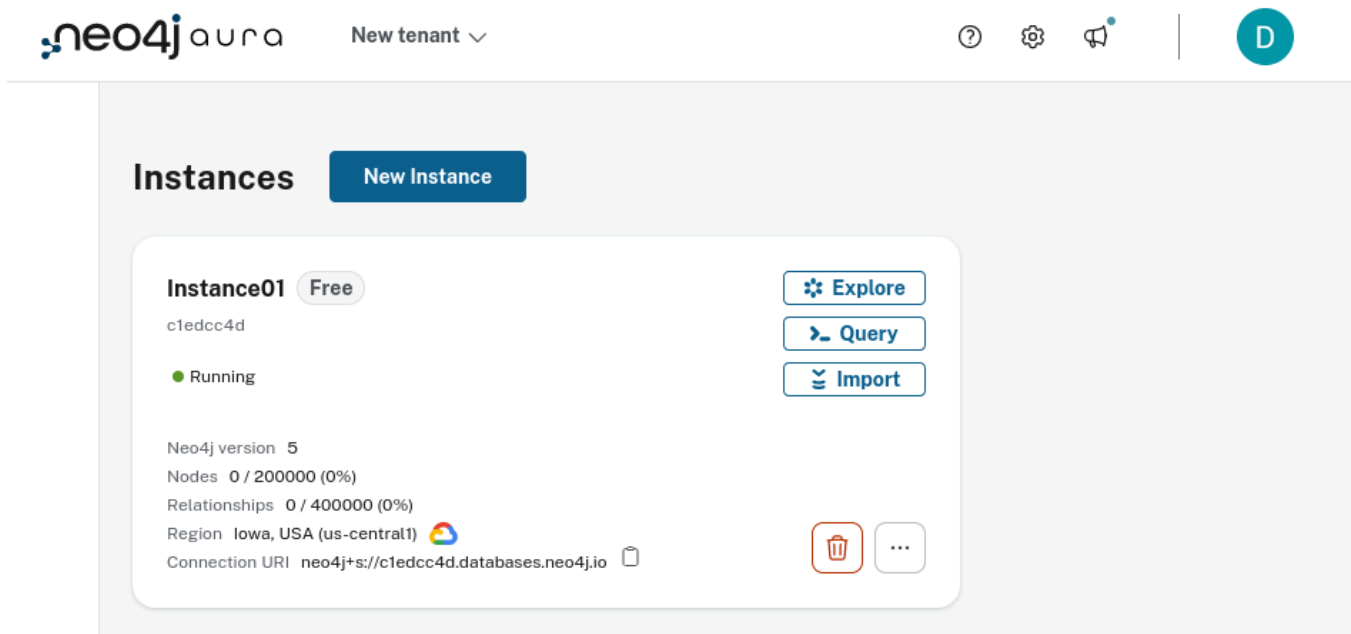 neo4j aura
New tenant
D
Instances
New Instance
Instance01 Free
c1edcc4d
Running
Explore
Query
Import
Neo4j version 5
Nodes 0 / 200000 (0%)
Relationships 0 / 400000 (0%)
Region Iowa, USA (us-central1)
Connection URI neo4j+s://c1edcc4d.databases.neo4j.io